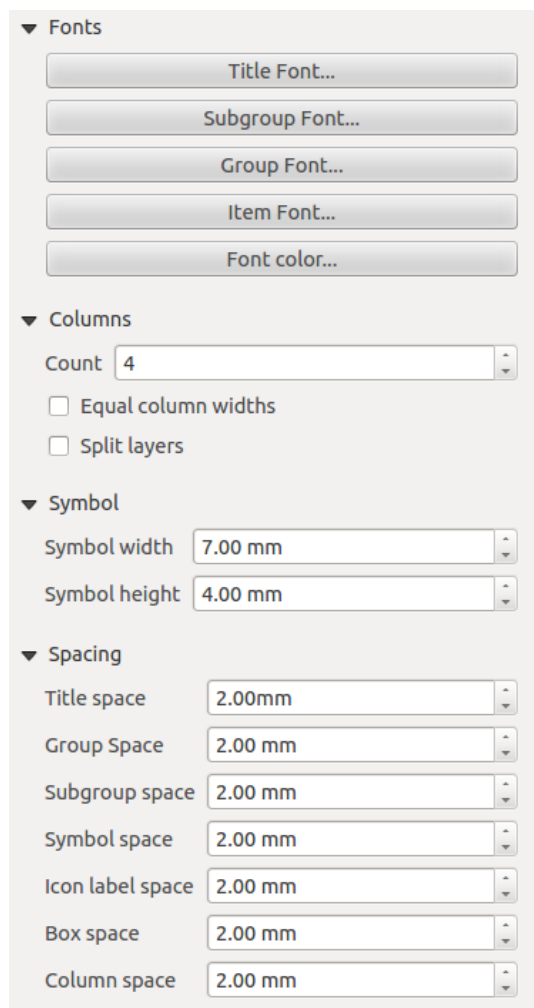 Fonts
Title Font...
Subgroup Font...
Group Font...
Item Font...
Font color...
Columns
Count 4
Equal column widths
Split layers
Symbol
Symbol width 7.00 mm
Symbol height 4.00 mm
Spacing
Title space 2.00mm
Group Space 2.00 mm
Subgroup space 2.00 mm
Symbol space 2.00 mm
Icon label space 2.00 mm
Box space 2.00 mm
Column space 2.00 mm